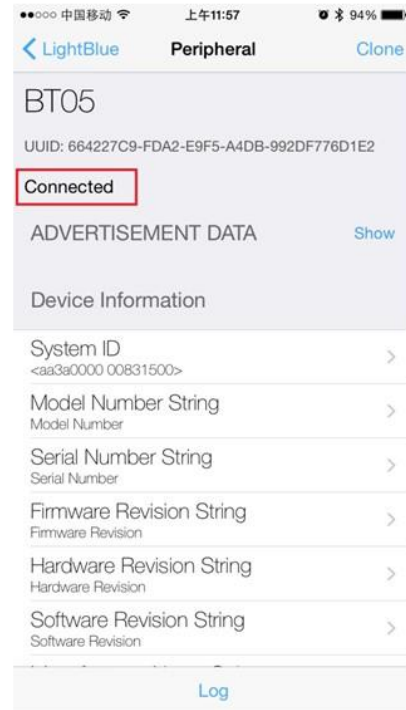 中国移动 上午11:57 94%
LightBlue Peripheral Clone
BT05
UUID: 664227C9-FDA2-E9F5-A4DB-992DF776D1E2
Connected
ADVERTISEMENT DATA Show
Device Information
System ID
<aa3a0000 00831500>
Model Number String
Model Number
Serial Number String
Serial Number
Firmware Revision String
Firmware Revision
Hardware Revision String
Hardware Revision
Software Revision String
Software Revision
Log